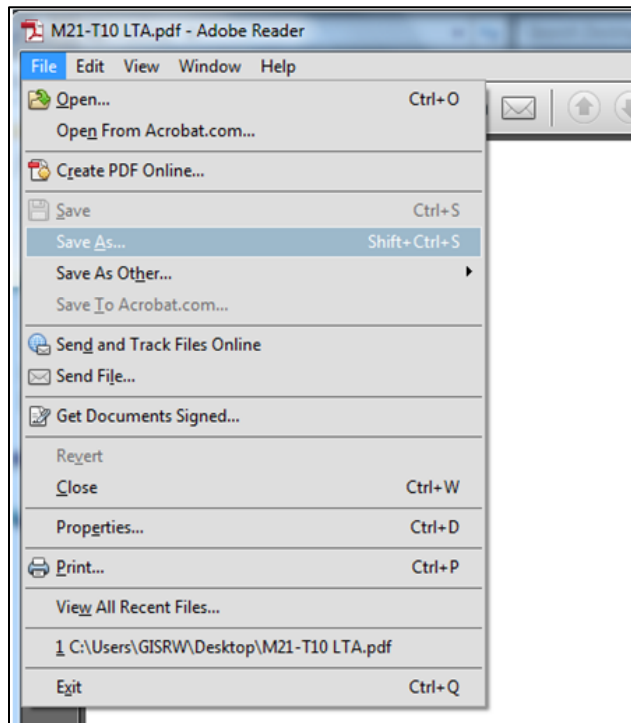 M21-T10 LTA.pdf - Adobe Reader
File Edit View Window Help
Open... Ctrl+O
Open From Acrobat.com...
Create PDF Online...
Save Ctrl+S
Save As... Shift+Ctrl+S
Save As Other...
Save To Acrobat.com...
Send and Track Files Online
Send File...
Get Documents Signed...
Revert
Close Ctrl+W
Properties... Ctrl+D
Print... Ctrl+P
View All Recent Files...
1 C:\Users\GISRW\Desktop\M21-T10 LTA.pdf
Exit Ctrl+Q